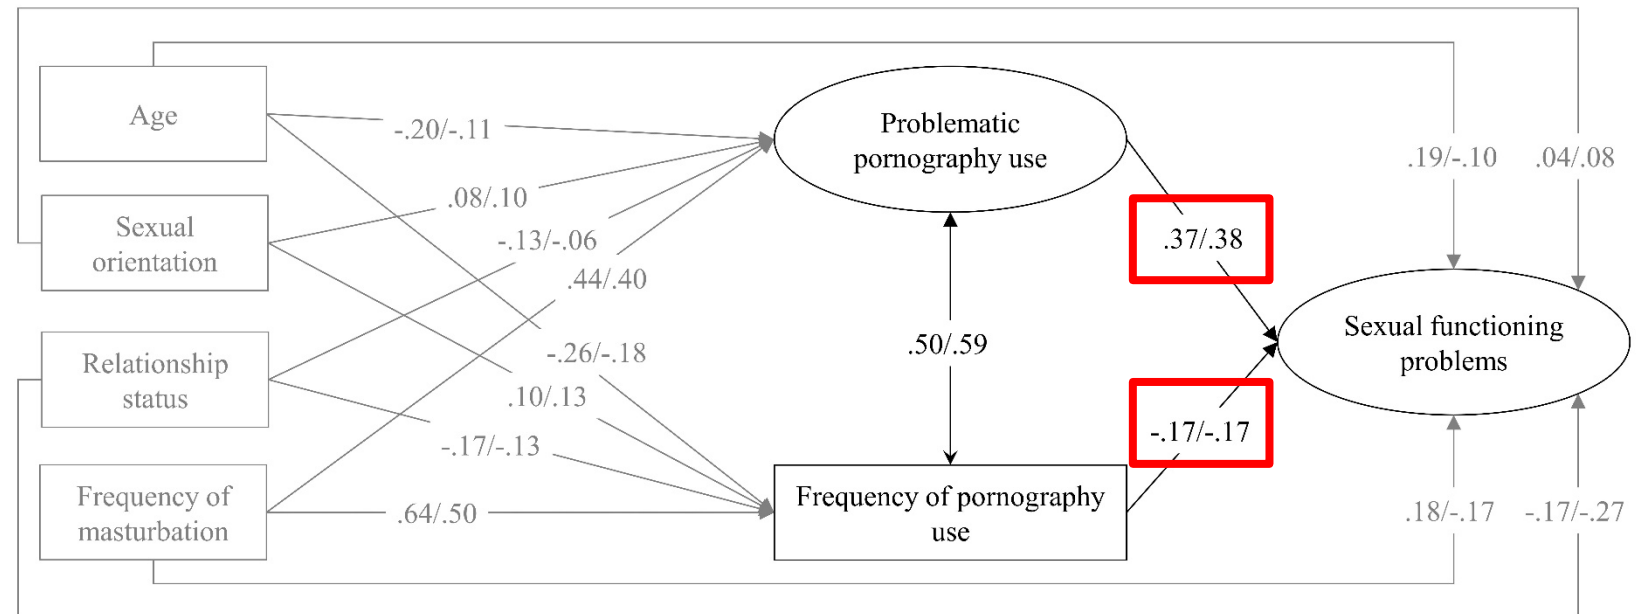 Age
Sexual
orientation
Relationship
status
Frequency of
masturbation
-.20/-.11
.08/.10
-.13/-.06
.44/.40
-.26/-.18
.10/.13
-.17/-.13
.64/.50
Problematic
pornography use
.50/.59
Frequency of pornography
use
.37/.38
-.17/-.17
.19/-.10
.04/.08
Sexual functioning
problems
.18/-.17
-.17/-.27